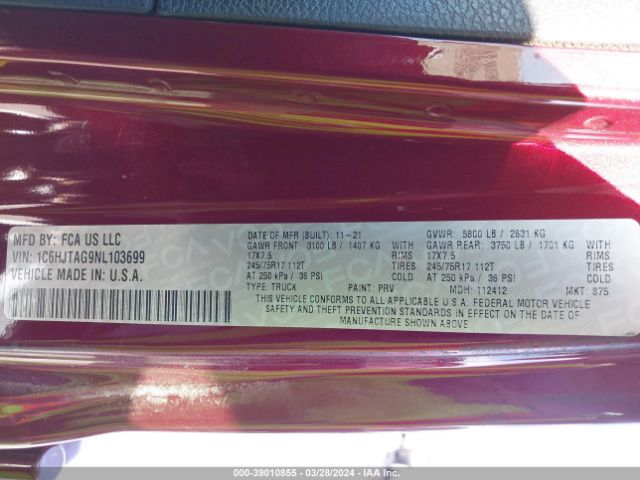 MFD BY: FCA US LLC
VIN: 1C6HJTAG9NL103699
VEHICLE MADE IN U.S.A.
DATE OF MFR (BUILT): 11-21
GAWR FRONT: 3100 LB / 1407 KG WITH
17X7.5 RIMS
245/75R17 112T TIRES
AT 250 kPa / 36 PSI COLD
TYPE: TRUCK PAINT: PRV
GVWR: 5800 LB / 2631 KG
GAWR REAR: 3750 LB / 1701 KG WITH
17X7.5 RIMS
245/75R17 112T TIRES
AT 250 kPa / 36 PSI COLD
MDH: 112412 MKT: 875
THIS VEHICLE CONFORMS TO ALL APPLICABLE U.S.A. FEDERAL MOTOR VEHICLE
SAFETY AND THEFT PREVENTION STANDARDS IN EFFECT ON THE DATE OF
MANUFACTURE SHOWN ABOVE
000-39010855 — 03/28/2024 — IAA Inc.